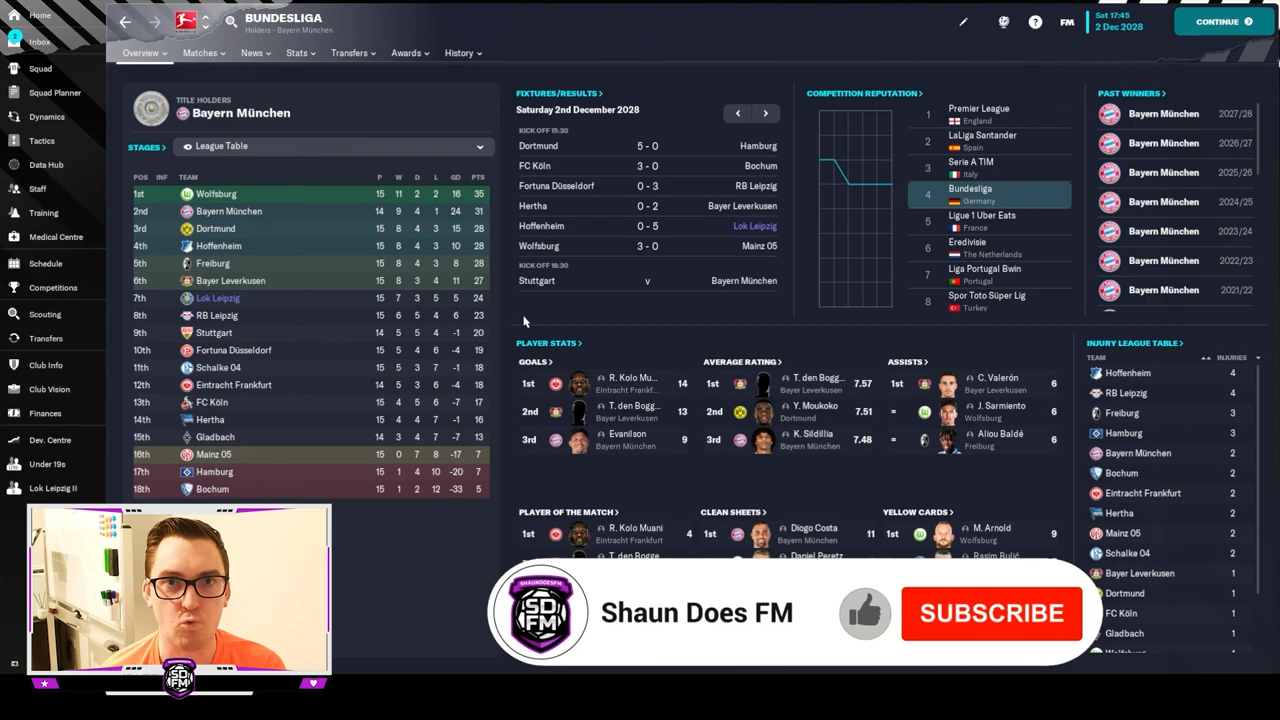 Home
2
Inbox
Squad
Squad Planner
Dynamics
Tactics
Data Hub
Staff
Training
Medical Centre
Schedule
Competitions
Scouting
Transfers
Club Info
Club Vision
Finances
Dev. Centre
Under 19s
Lok Leipzig II
BUNDESLIGA
Holders - Bayern München
FM
Sat 17:45
2 Dec 2028
CONTINUE
Overview
Matches
News
Stats
Transfers
Awards
History
TITLE HOLDERS
Bayern München
STAGES >
League Table
POS INF TEAM P W D L GD PTS
1st Wolfsburg 15 11 2 2 16 35
2nd Bayern München 14 9 4 1 24 31
3rd Dortmund 15 8 4 3 15 28
4th Hoffenheim 15 8 4 3 10 28
5th Freiburg 15 8 4 3 8 28
6th Bayer Leverkusen 15 8 3 4 11 27
7th Lok Leipzig 15 7 3 5 5 24
8th RB Leipzig 15 6 5 4 6 23
9th Stuttgart 14 5 5 4 -1 20
10th Fortuna Düsseldorf 15 5 4 6 -4 19
11th Schalke 04 15 5 3 7 -1 18
12th Eintracht Frankfurt 14 5 3 6 -4 18
13th FC Köln 15 4 5 6 -7 17
14th Hertha 15 4 4 7 -1 16
15th Gladbach 14 3 4 7 -7 13
16th Mainz 05 15 0 7 8 -17 7
17th Hamburg 15 1 4 10 -20 7
18th Bochum 15 1 2 12 -33 5
FIXTURES/RESULTS >
Saturday 2nd December 2028
KICK OFF 15:30
Dortmund 5 - 0 Hamburg
FC Köln 3 - 0 Bochum
Fortuna Düsseldorf 0 - 3 RB Leipzig
Hertha 0 - 2 Bayer Leverkusen
Hoffenheim 0 - 5 Lok Leipzig
Wolfsburg 3 - 0 Mainz 05
KICK OFF 18:30
Stuttgart v Bayern München
COMPETITION REPUTATION >
1 Premier League
England
2 LaLiga Santander
Spain
3 Serie A TIM
Italy
4 Bundesliga
Germany
5 Ligue 1 Uber Eats
France
6 Eredivisie
The Netherlands
7 Liga Portugal Bwin
Portugal
8 Spor Toto Süper Lig
Turkey
PAST WINNERS >
Bayern München 2027/28
Bayern München 2026/27
Bayern München 2025/26
Bayern München 2024/25
Bayern München 2023/24
Bayern München 2022/23
Bayern München 2021/22
PLAYER STATS >
GOALS >
1st R. Kolo Mu... 14
Eintracht Frankf...
2nd T. den Bogg... 13
Bayer Leverkusen
3rd Evanilson 9
Bayern München
AVERAGE RATING >
1st T. den Bogg... 7.57
Bayer Leverkusen
2nd Y. Moukoko 7.51
Dortmund
3rd K. Sildillia 7.48
Bayern München
ASSISTS >
1st C. Valerón 6
Bayer Leverkusen
= J. Sarmiento 6
Wolfsburg
= Aliou Baldé 6
Freiburg
PLAYER OF THE MATCH >
1st R. Kolo Muani 4
Eintracht Frankfurt
T. den Bogge
CLEAN SHEETS >
1st Diogo Costa 11
Bayern München
Daniel Peretz
YELLOW CARDS >
1st M. Arnold 9
Wolfsburg
Rasim Bulić
INJURY LEAGUE TABLE >
TEAM INJURIES
Hoffenheim 4
RB Leipzig 4
Freiburg 3
Hamburg 3
Bayern München 2
Bochum 2
Eintracht Frankfurt 2
Hertha 2
Mainz 05 2
Schalke 04 2
Bayer Leverkusen 1
Dortmund 1
FC Köln 1
Gladbach 1
Wolfsburg
SHAUNDOESFM
SD
FM
Shaun Does FM
SUBSCRIBE
SD
FM